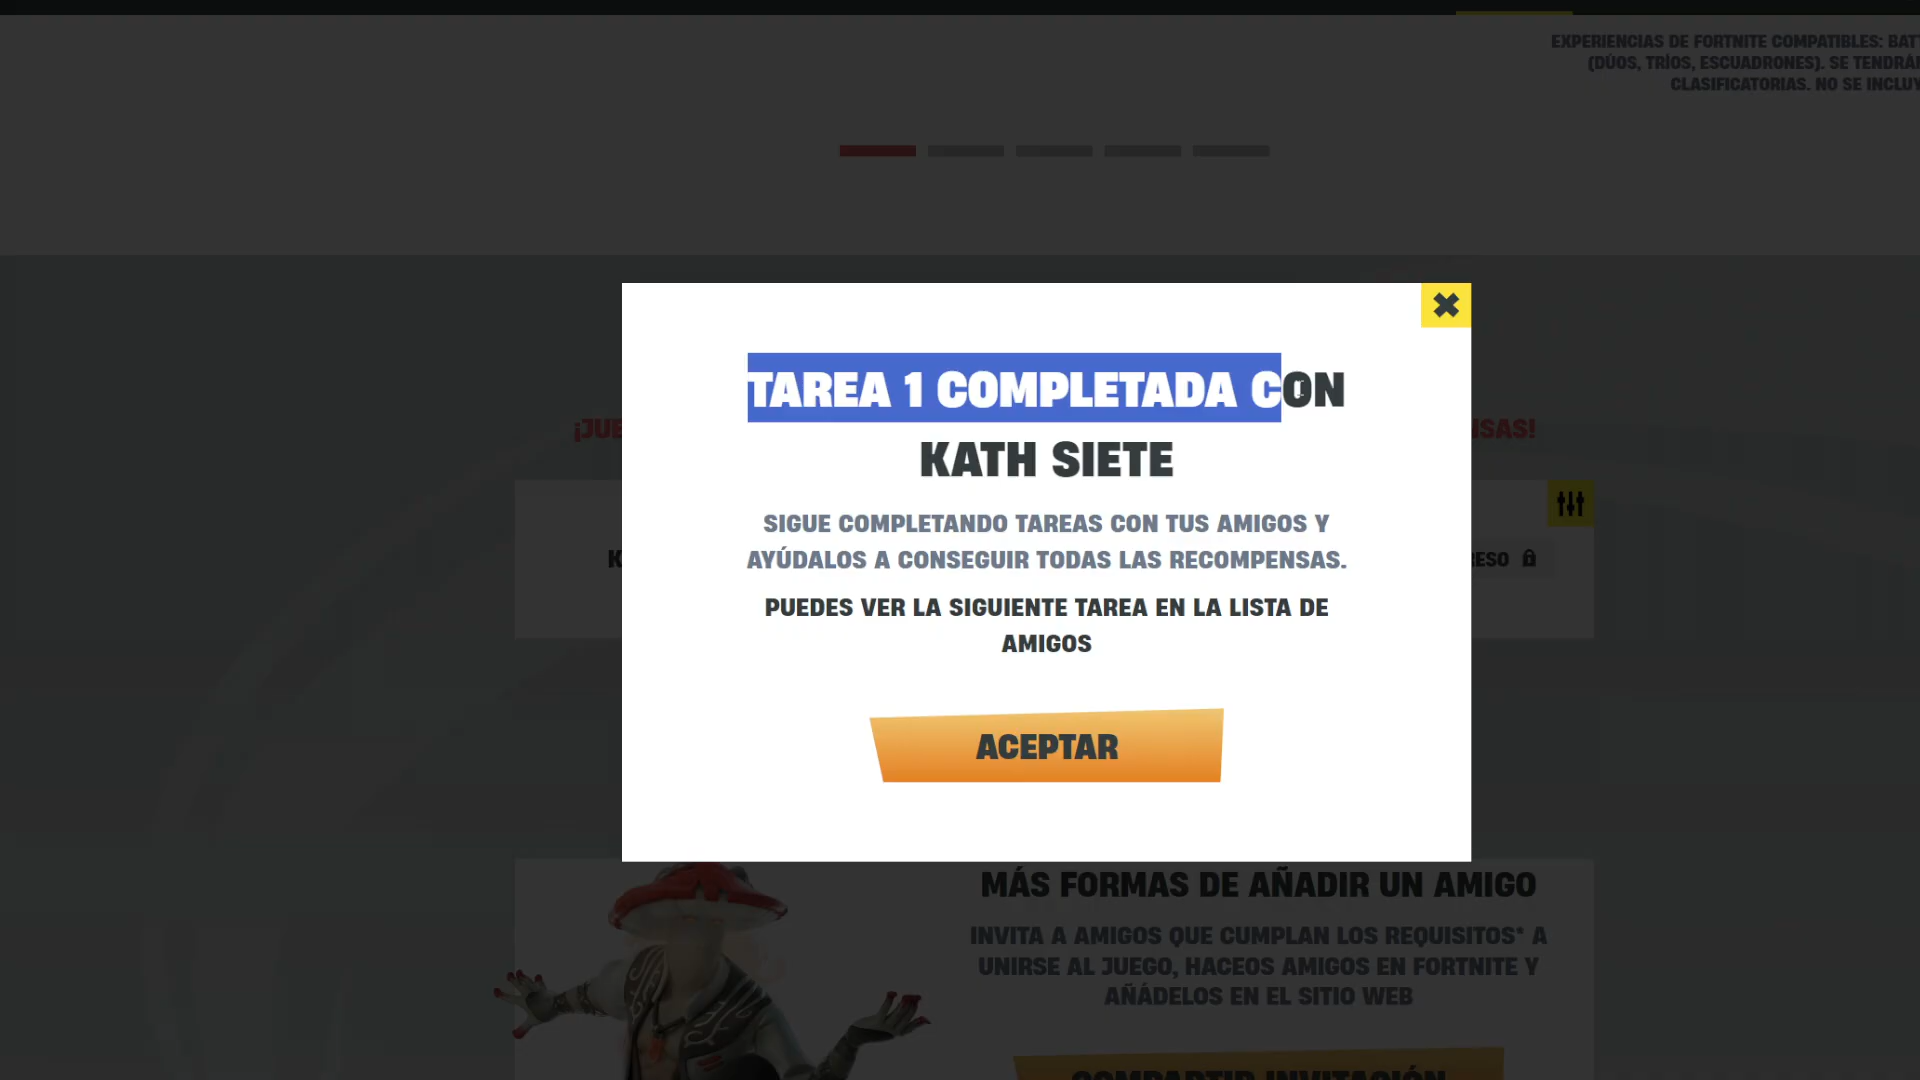 EXPERIENCIAS DE FORTNITE COMPATIBLES:
(DÚOS, TRÍOS, ESCUADRONES). SE
CLASIFICATORIAS. NO SE
TAREA 1 COMPLETADA CON
KATH SIETE
SIGUE COMPLETANDO TAREAS CON TUS AMIGOS Y
AYÚDALOS A CONSEGUIR TODAS LAS RECOMPENSAS.
PUEDES VER LA SIGUIENTE TAREA EN LA LISTA DE
AMIGOS
ACEPTAR
MÁS FORMAS DE AÑADIR UN AMIGO
INVITA A AMIGOS QUE CUMPLAN LOS REQUISITOS* A
UNIRSE AL JUEGO, HACEOS AMIGOS EN FORTNITE Y
AÑÁDELOS EN EL SITIO WEB
COMPARTIR INVITACIÓN